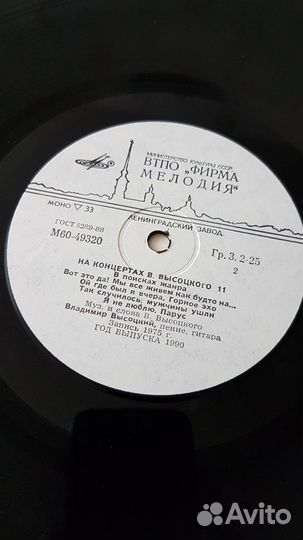 МИНИСТЕРСТВО КУЛЬТУРЫ СССР
ВТПО „ФИРМА
МЕЛОДИЯ“
МОНО ▽ 33
ЛЕНИНГРАДСКИЙ ЗАВОД
ГОСТ 5289-88
М60-49320
Гр. 3. 2-25
2
НА КОНЦЕРТАХ В. ВЫСОЦКОГО 11
В поисках жанра
Вот это да! Мы все живем как будто на...
Ой где был я вчера. Горное эхо
Так случилось, мужчины ушли
Я не люблю. Парус
Муз. и слова В. Высоцкого
Владимир Высоцкий, пение, гитара
Запись 1975 г.
ГОД ВЫПУСКА 1990
Avito